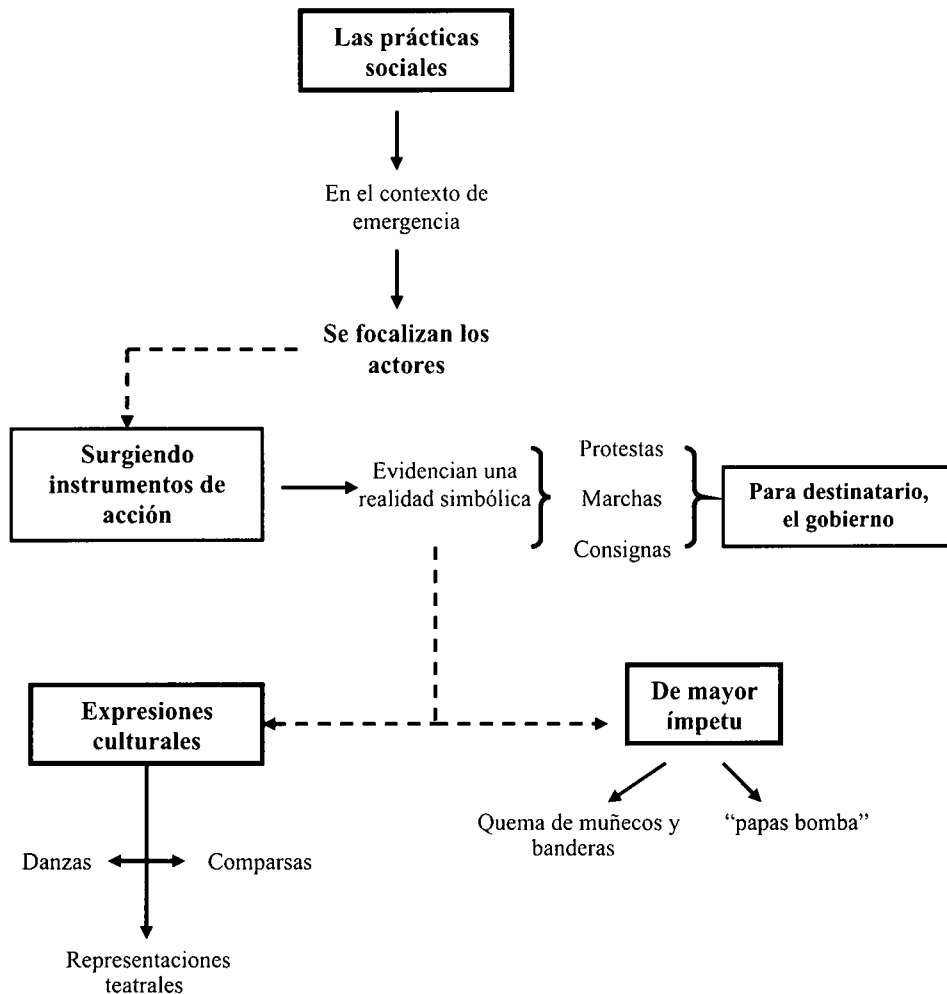 Las prácticas
sociales
En el contexto de
emergencia
Se focalizan los
actores
Surgiendo
instrumentos de
acción
Evidencian una
realidad simbólica
Protestas
Marchas
Consignas
Para destinatario,
el gobierno
Expresiones
culturales
De mayor
ímpetu
Quema de muñecos y
banderas
“papas bomba”
Danzas
Comparsas
Representaciones
teatrales